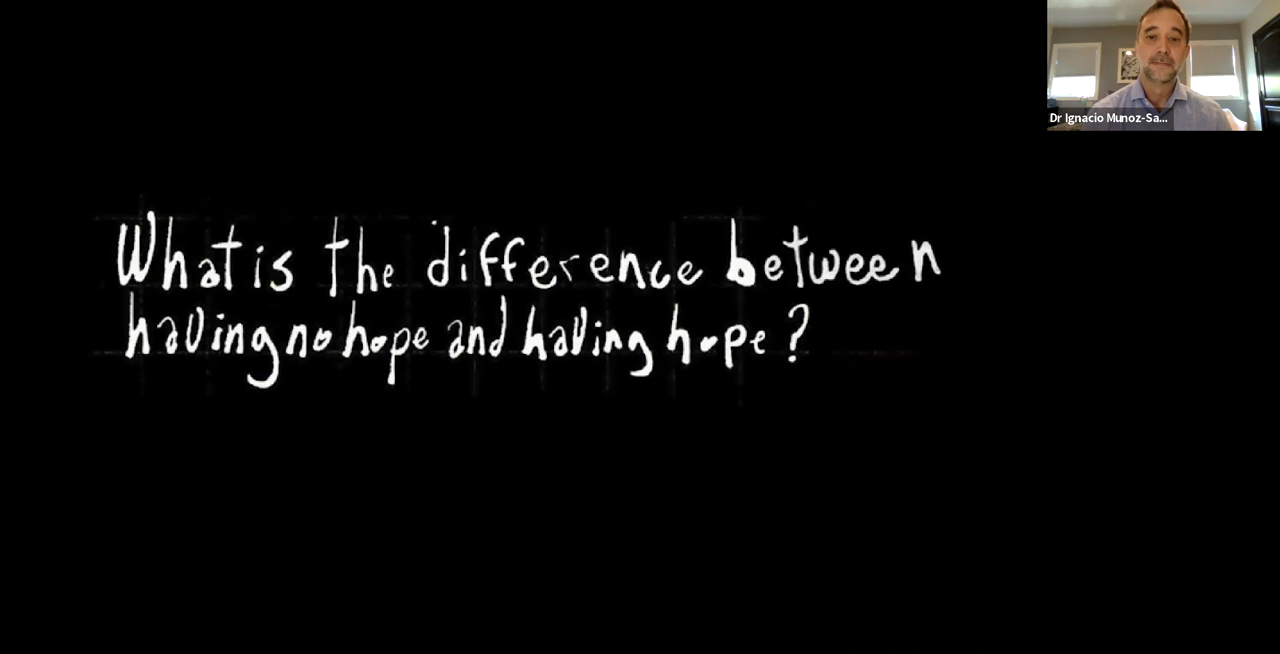 What is the difference between
having no hope and having hope?
Dr Ignacio Munoz-Sa...